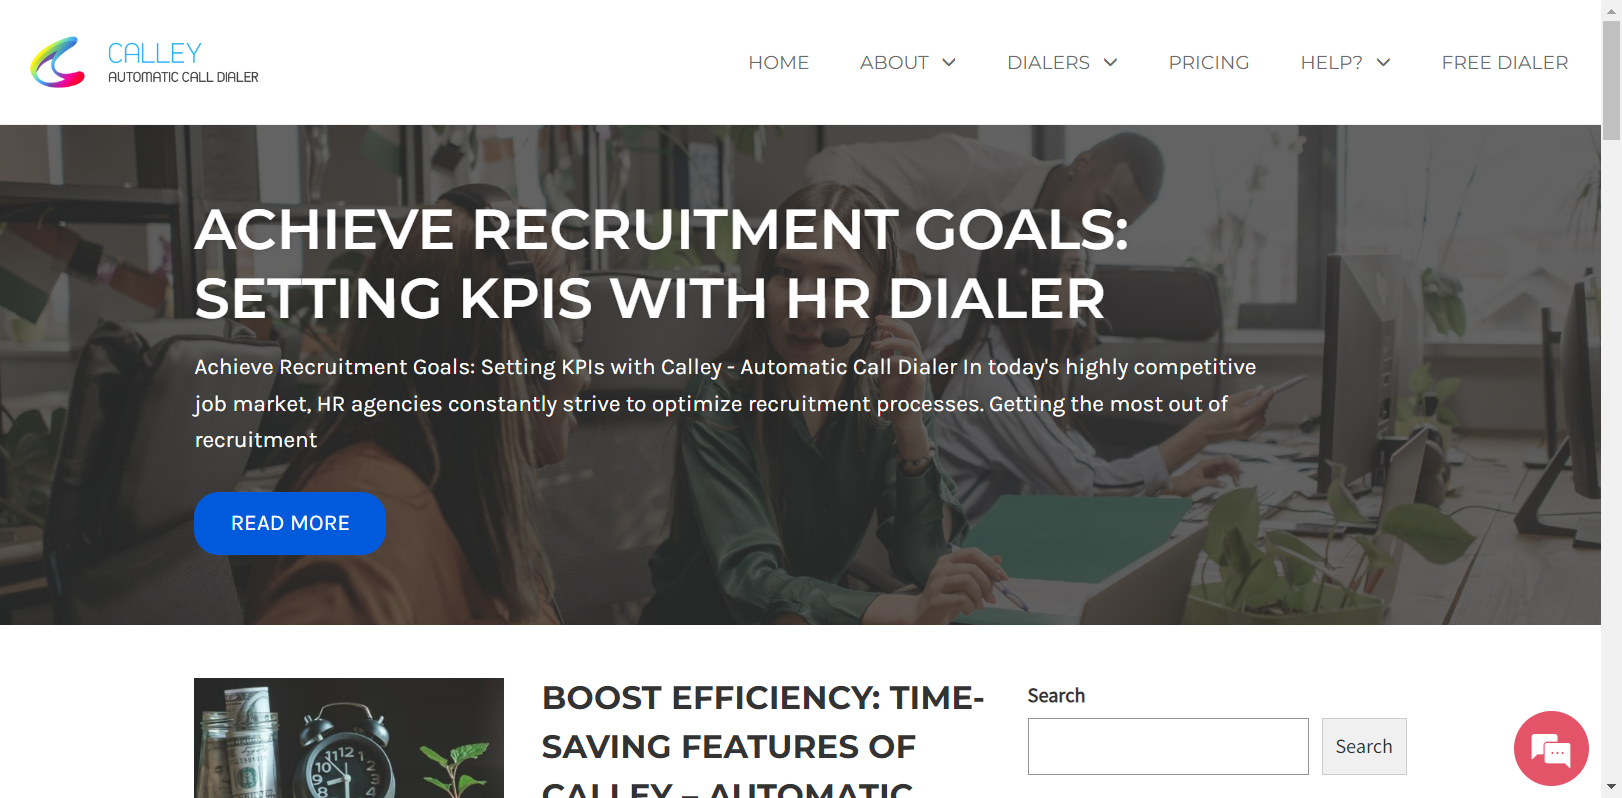 CALLEY
AUTOMATIC CALL DIALER
HOME
ABOUT
DIALERS
PRICING
HELP?
FREE DIALER
ACHIEVE RECRUITMENT GOALS:
SETTING KPIS WITH HR DIALER
Achieve Recruitment Goals: Setting KPIs with Calley - Automatic Call Dialer In today's highly competitive
job market, HR agencies constantly strive to optimize recruitment processes. Getting the most out of
recruitment
READ MORE
BOOST EFFICIENCY: TIME-
SAVING FEATURES OF
CALLEY – AUTOMATIC
Search
Search